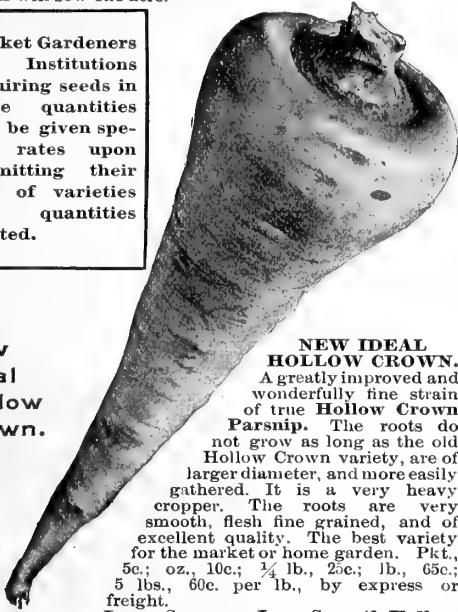 ket Gardeners
Institutions
uiring seeds in
e quantities
be given spe-
rates upon
mitting their
of varieties
quantities
ted.
w
al
low
wn.
NEW IDEAL
HOLLOW CROWN.
A greatly improved and
wonderfully fine strain
of true Hollow Crown
Parsnip. The roots do
not grow as long as the old
Hollow Crown variety, are of
larger diameter, and more easily
gathered. It is a very heavy
cropper. The roots are very
smooth, flesh fine grained, and of
excellent quality. The best variety
for the market or home garden. Pkt.,
5c.; oz., 10c.; ¼ lb., 25c.; lb., 65c.;
5 lbs., 60c. per lb., by express or
freight.